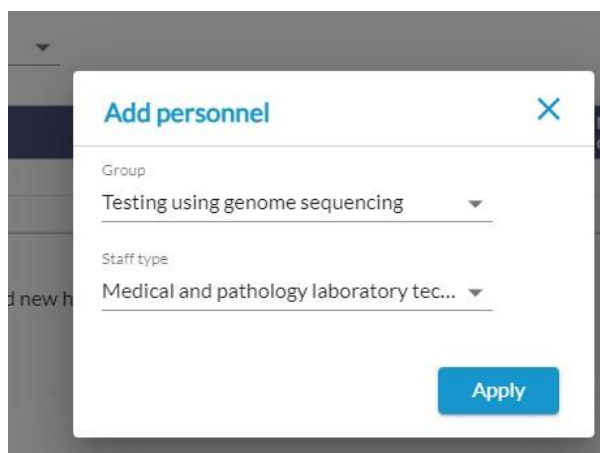 Add personnel
Group
Testing using genome sequencing
Staff type
d new h
Medical and pathology laboratory tec...
Apply